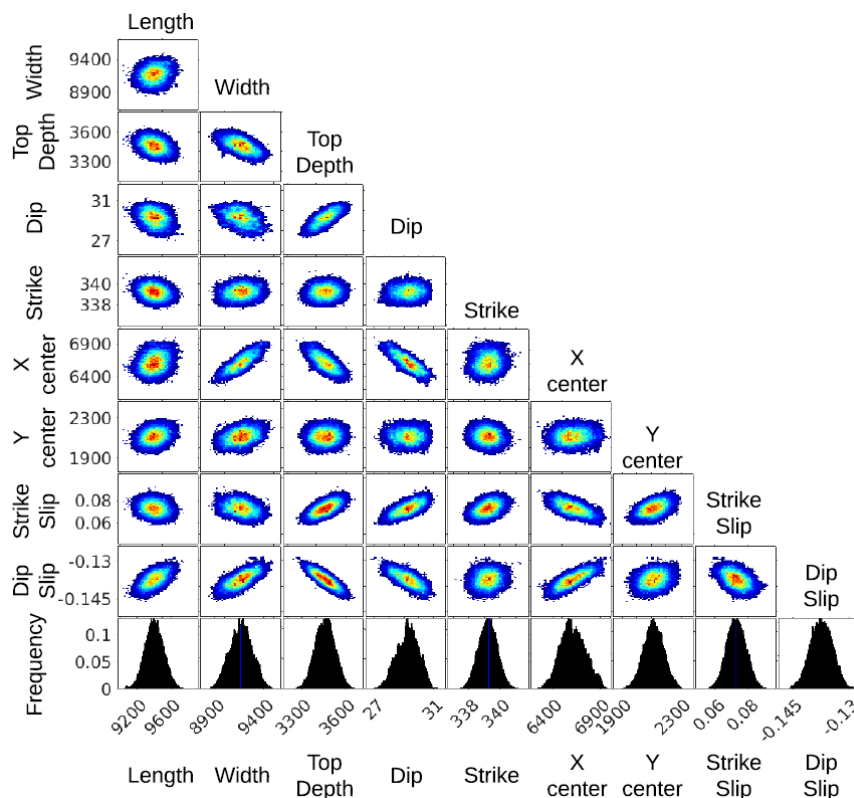 Length
Width
9400
8900
Width
Top
Depth
3600
3300
Top
Depth
Dip
31
27
Dip
Strike
340
338
Strike
X
center
6900
6400
X
center
Y
center
2300
1900
Y
center
Strike
Slip
0.08
0.06
Strike
Slip
Dip
Slip
-0.13
-0.145
Dip
Slip
Frequency
0.1
0.05
0
9200 9600 8900 9400 3300 3600 27 31 338 340 6400 6900 1900 2300 0.06 0.08 -0.145 -0.13
Length Width Top Depth Dip Strike X center Y center Strike Slip Dip Slip